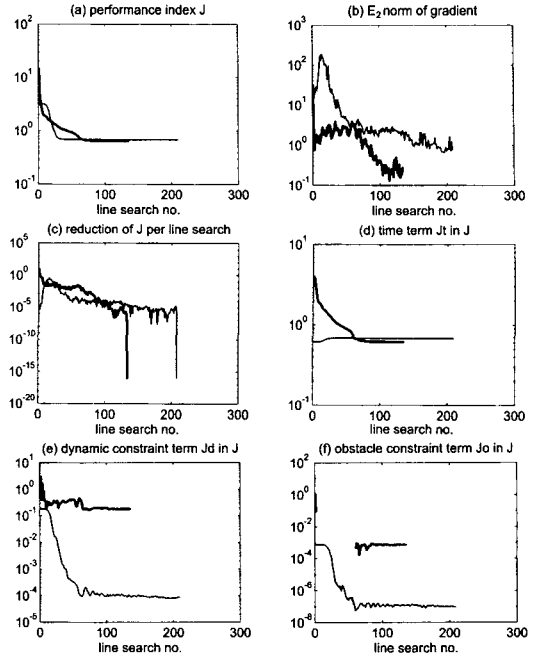 (a) performance index J
10^2
10^1
10^0
10^-1
0 100 200 300
line search no.
(b) E_2 norm of gradient
10^3
10^2
10^1
10^0
10^-1
0 100 200 300
line search no.
(c) reduction of J per line search
10^5
10^0
10^-5
10^-10
10^-15
10^-20
0 100 200 300
line search no.
(d) time term Jt in J
10^1
10^0
10^-1
0 100 200 300
line search no.
(e) dynamic constraint term Jd in J
10^1
10^0
10^-1
10^-2
10^-3
10^-4
10^-5
0 100 200 300
line search no.
(f) obstacle constraint term Jo in J
10^2
10^0
10^-2
10^-4
10^-6
10^-8
0 100 200 300
line search no.